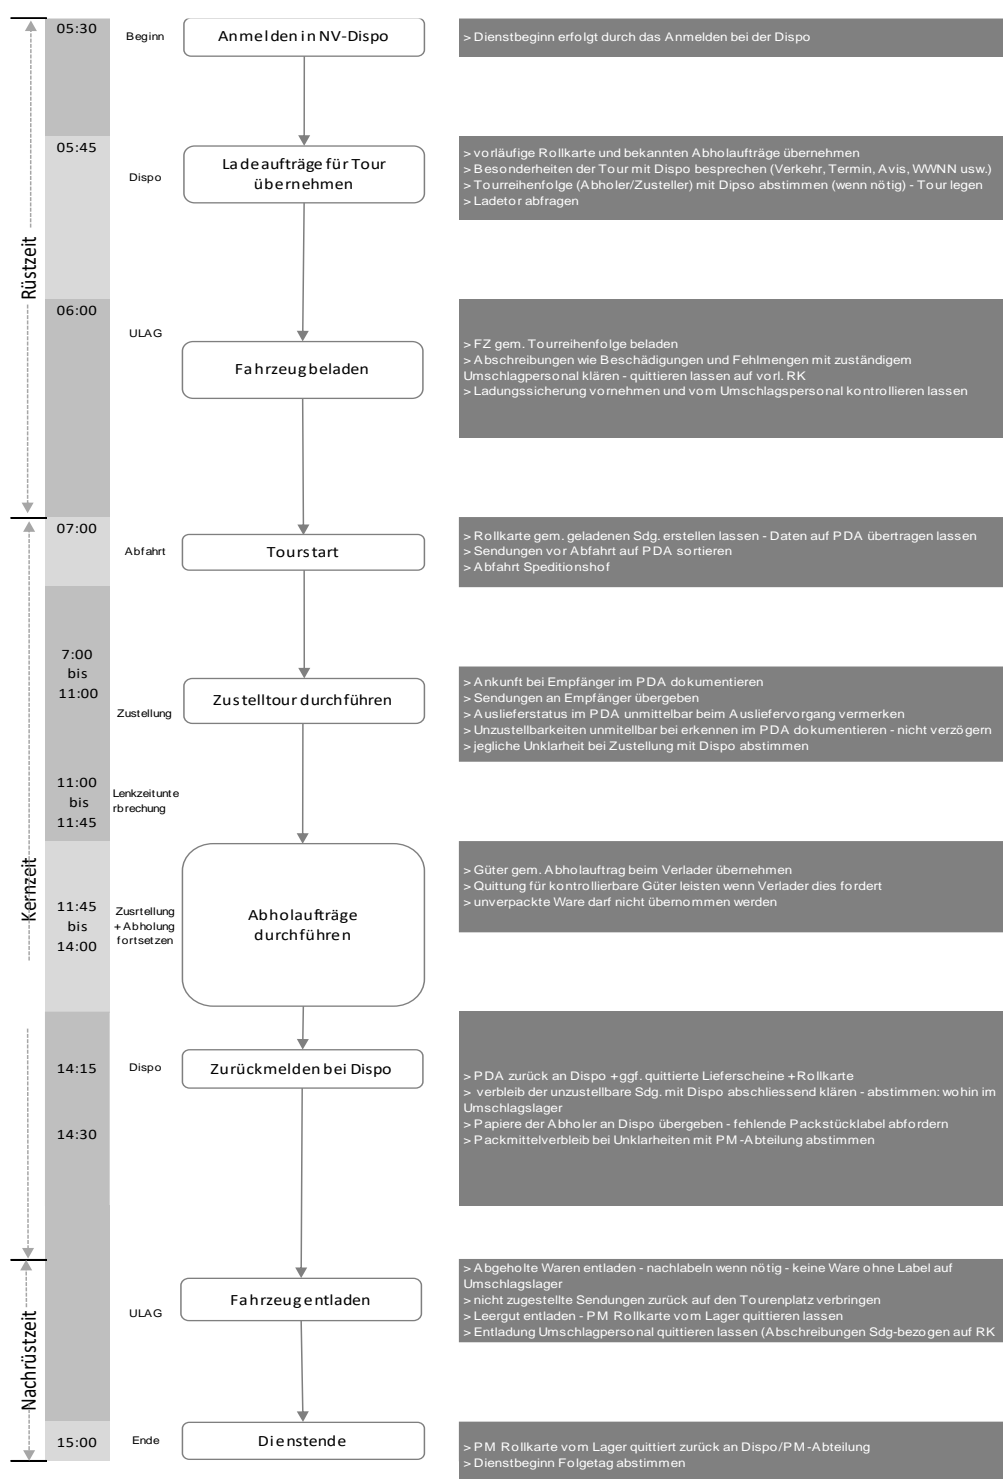 05:30
Beginn
Anmelden in NV-Dispo
> Dienstbeginn erfolgt durch das Anmelden bei der Dispo
05:45
Dispo
Ladeaufträge für Tour
übernehmen
> vorläufige Rollkarte und bekannten Abholaufträge übernehmen
> Besonderheiten der Tour mit Dispo besprechen (Verkehr, Termin, Avis, WWNN usw.)
> Tourreihenfolge (Abholer/Zusteller) mit Dipso abstimmen (wenn nötig) - Tour legen
> Ladetor abfragen
Rüstzeit
06:00
ULAG
Fahrzeug beladen
> FZ gem. Tourreihenfolge beladen
> Abschreibungen wie Beschädigungen und Fehlmengen mit zuständigem
Umschlagpersonal klären - quittieren lassen auf vorl. RK
> Ladungssicherung vornehmen und vom Umschlagspersonal kontrollieren lassen
07:00
Abfahrt
Tourstart
> Rollkarte gem. geladenen Sdg. erstellen lassen - Daten auf PDA übertragen lassen
> Sendungen vor Abfahrt auf PDA sortieren
> Abfahrt Speditionshof
7:00
bis
11:00
Zustellung
Zustelltour durchführen
> Ankunft bei Empfänger im PDA dokumentieren
> Sendungen an Empfänger übergeben
> Auslieferstatus im PDA unmittelbar beim Ausliefervorgang vermerken
> Unzustellbarkeiten unmitellbar bei erkennen im PDA dokumentieren - nicht verzögern
> jegliche Unklarheit bei Zustellung mit Dispo abstimmen
11:00
bis
11:45
Lenkzeitunte
rbrechung
Kernzeit
11:45
bis
14:00
Zusrtellung
+ Abholung
fortsetzen
Abholaufträge
durchführen
> Güter gem. Abholauftrag beim Verlader übernehmen
> Quittung für kontrollierbare Güter leisten wenn Verlader dies fordert
> unverpackte Ware darf nicht übernommen werden
14:15
Dispo
Zurückmelden bei Dispo
14:30
> PDA zurück an Dispo + ggf. quittierte Lieferscheine + Rollkarte
> verbleib der unzustellbare Sdg. mit Dispo abschliessend klären - abstimmen: wohin im
Umschlagslager
> Papiere der Abholer an Dispo übergeben - fehlende Packstücklabel abfordern
> Packmittelverbleib bei Unklarheiten mit PM-Abteilung abstimmen
Nachrüstzeit
ULAG
Fahrzeug entladen
> Abgeholte Waren entladen - nachlabeln wenn nötig - keine Ware ohne Label auf
Umschlagslager
> nicht zugestellte Sendungen zurück auf den Tourenplatz verbringen
> Leergut entladen - PM Rollkarte vom Lager quittieren lassen
> Entladung Umschlagpersonal quittieren lassen (Abschreibungen Sdg-bezogen auf RK
15:00
Ende
Dienstende
> PM Rollkarte vom Lager quittiert zurück an Dispo/PM-Abteilung
> Dienstbeginn Folgetag abstimmen